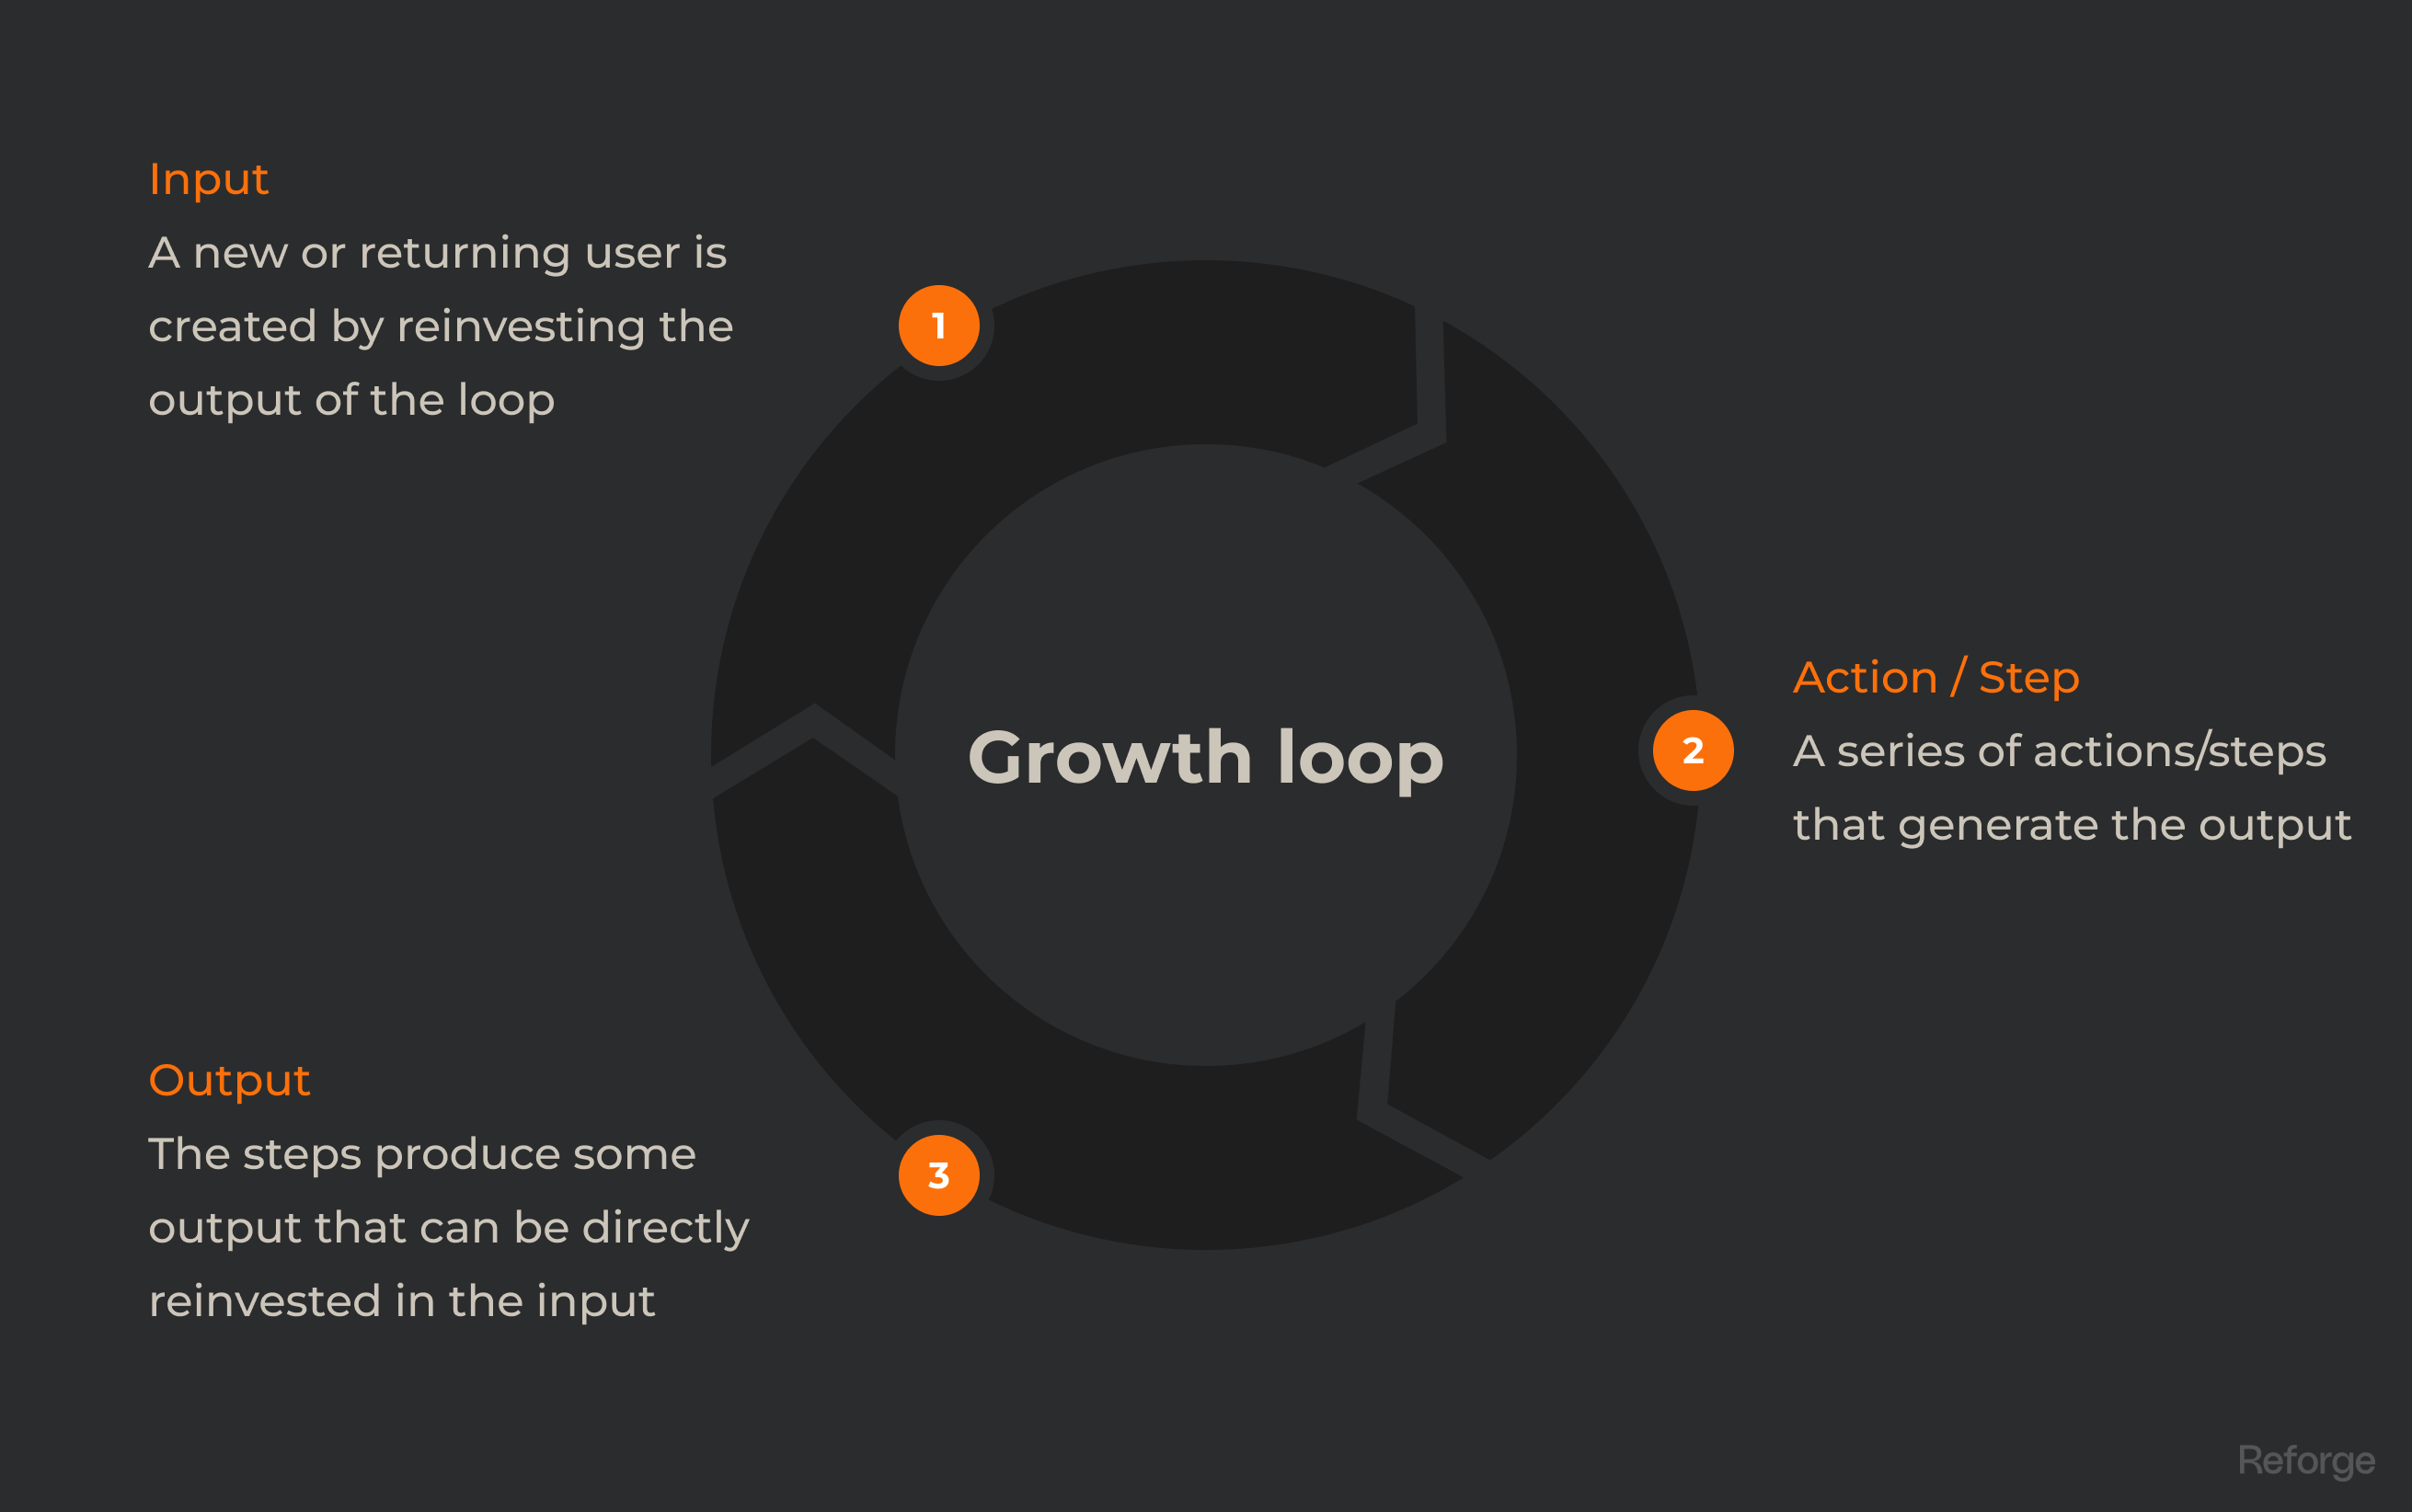 Input
A new or returning user is
created by reinvesting the
output of the loop
1
Growth loop
2
Action / Step
A series of actions/steps
that generate the output
Output
The steps produce some
output that can be directly
reinvested in the input
3
Reforge